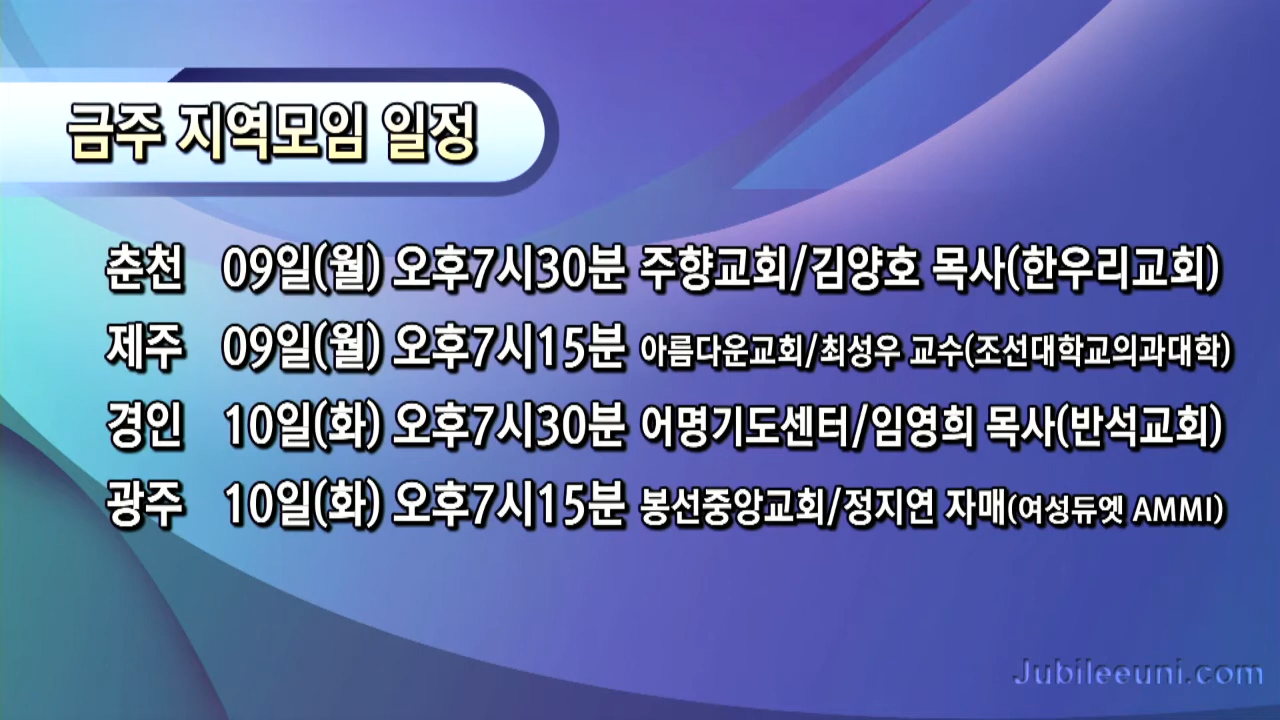 금주 지역모임 일정
춘천 09일(월) 오후7시30분 주향교회/김양호 목사(한우리교회)
제주 09일(월) 오후7시15분 아름다운교회/최성우 교수(조선대학교의과대학)
경인 10일(화) 오후7시30분 어명기도센터/임영희 목사(반석교회)
광주 10일(화) 오후7시15분 봉선중앙교회/정지연 자매(여성듀엣 AMMI)
Jubileeuni.com